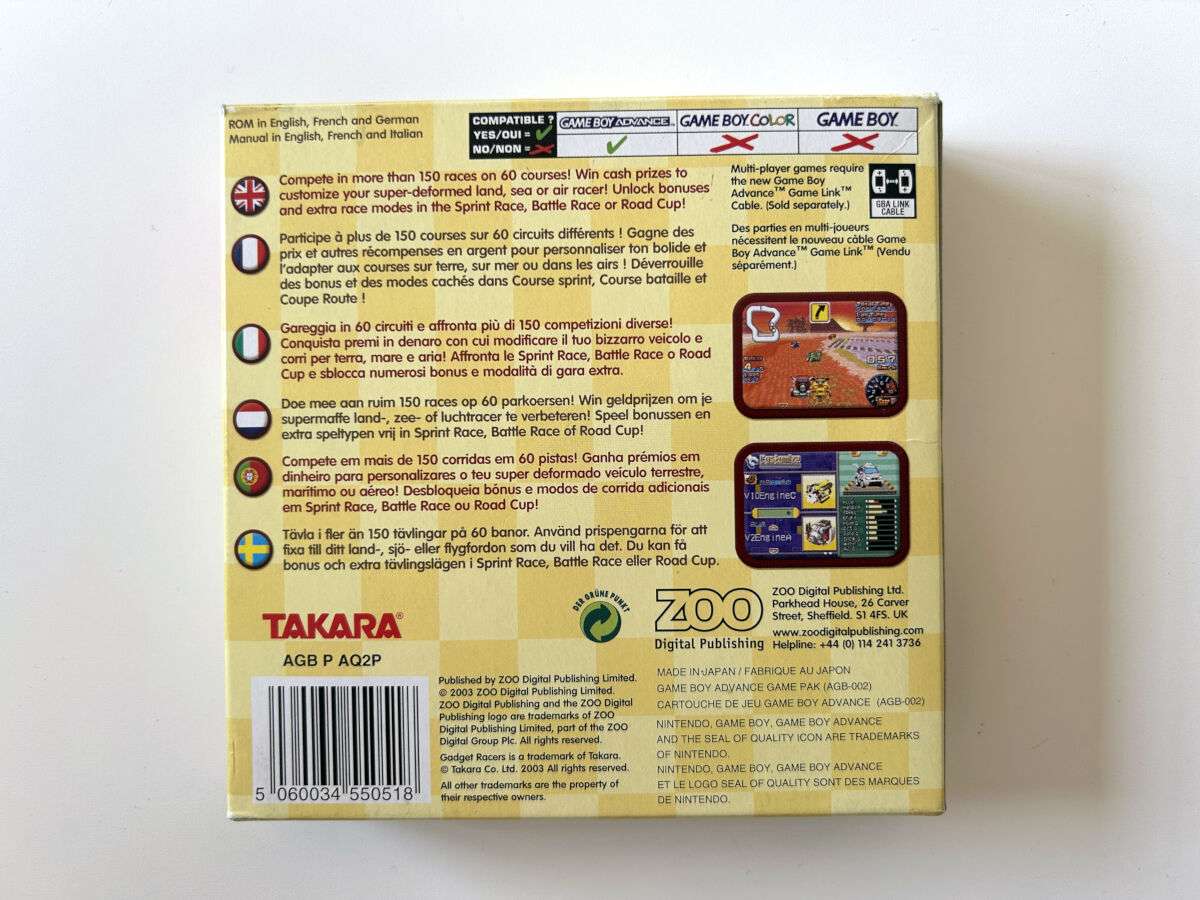 ROM in English, French and German
Manual in English, French and Italian
COMPATIBLE ?
YES/OUI =
NO/NON =
GAME BOY ADVANCE™
GAME BOY COLOR
GAME BOY
Compete in more than 150 races on 60 courses! Win cash prizes to
customize your super-deformed land, sea or air racer! Unlock bonuses
and extra race modes in the Sprint Race, Battle Race or Road Cup!
Multi-player games require
the new Game Boy
Advance™ Game Link™
Cable. (Sold separately.)
GBA LINK
CABLE
Des parties en multi-joueurs
nécessitent le nouveau câble Game
Boy Advance™ Game Link™ (Vendu
séparément.)
Participe à plus de 150 courses sur 60 circuits différents ! Gagne des
prix et autres récompenses en argent pour personnaliser ton bolide et
l'adapter aux courses sur terre, sur mer ou dans les airs ! Déverrouille
des bonus et des modes cachés dans Course sprint, Course bataille et
Coupe Route !
Gareggia in 60 circuiti e affronta più di 150 competizioni diverse!
Conquista premi in denaro con cui modificare il tuo bizzarro veicolo e
corri per terra, mare e aria! Affronta le Sprint Race, Battle Race o Road
Cup e sblocca numerosi bonus e modalità di gara extra.
Doe mee aan ruim 150 races op 60 parkoersen! Win geldprijzen om je
supermaffe land-, zee- of luchtracer te verbeteren! Speel bonussen en
extra speltypen vrij in Sprint Race, Battle Race of Road Cup!
Compete em mais de 150 corridas em 60 pistas! Ganha prémios em
dinheiro para personalizares o teu super deformado veículo terrestre,
marítimo ou aéreo! Desbloqueia bónus e modos de corrida adicionais
em Sprint Race, Battle Race ou Road Cup!
Tävla i fler än 150 tävlingar på 60 banor. Använd prispengarna för att
fixa till ditt land-, sjö- eller flygfordon som du vill ha det. Du kan få
bonus och extra tävlingslägen i Sprint Race, Battle Race eller Road Cup.
057
V10EngineC
V2EngineA
TAKARA®
AGB P AQ2P
DER GRÜNE PUNKT
ZOO
Digital Publishing
ZOO Digital Publishing Ltd.
Parkhead House, 26 Carver
Street, Sheffield. S1 4FS. UK
www.zoodigitalpublishing.com
Helpline: +44 (0) 114 241 3736
5 060034 550518
Published by ZOO Digital Publishing Limited.
© 2003 ZOO Digital Publishing Limited.
ZOO Digital Publishing and the ZOO Digital
Publishing logo are trademarks of ZOO
Digital Publishing Limited, part of the ZOO
Digital Group Plc. All rights reserved.
Gadget Racers is a trademark of Takara.
© Takara Co. Ltd. 2003 All rights reserved.
All other trademarks are the property of
their respective owners.
MADE IN JAPAN / FABRIQUE AU JAPON
GAME BOY ADVANCE GAME PAK (AGB-002)
CARTOUCHE DE JEU GAME BOY ADVANCE (AGB-002)
NINTENDO, GAME BOY, GAME BOY ADVANCE
AND THE SEAL OF QUALITY ICON ARE TRADEMARKS
OF NINTENDO.
NINTENDO, GAME BOY, GAME BOY ADVANCE
ET LE LOGO SEAL OF QUALITY SONT DES MARQUES
DE NINTENDO.